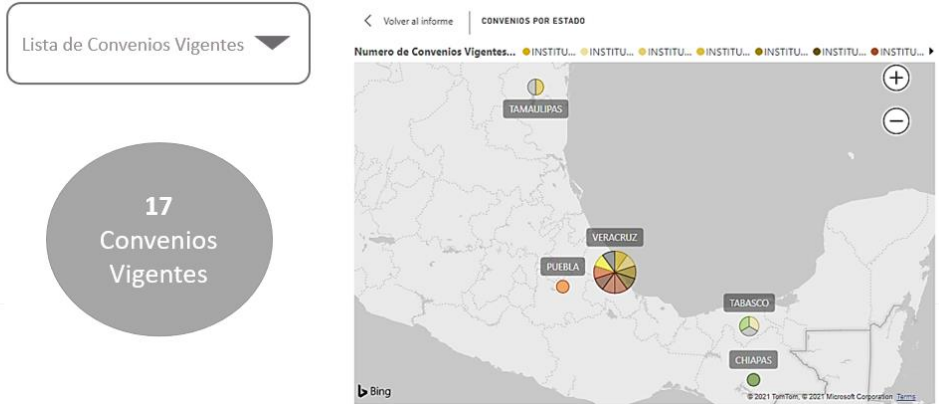 Lista de Convenios Vigentes
17
Convenios
Vigentes
Volver al informe
CONVENIOS POR ESTADO
Numero de Convenios Vigentes... INSTITU... INSTITU... INSTITU... INSTITU... INSTITU... INSTITU... INSTITU...
TAMAULIPAS
VERACRUZ
PUEBLA
TABASCO
CHIAPAS
Bing
© 2021 TomTom, © 2021 Microsoft Corporation Terms